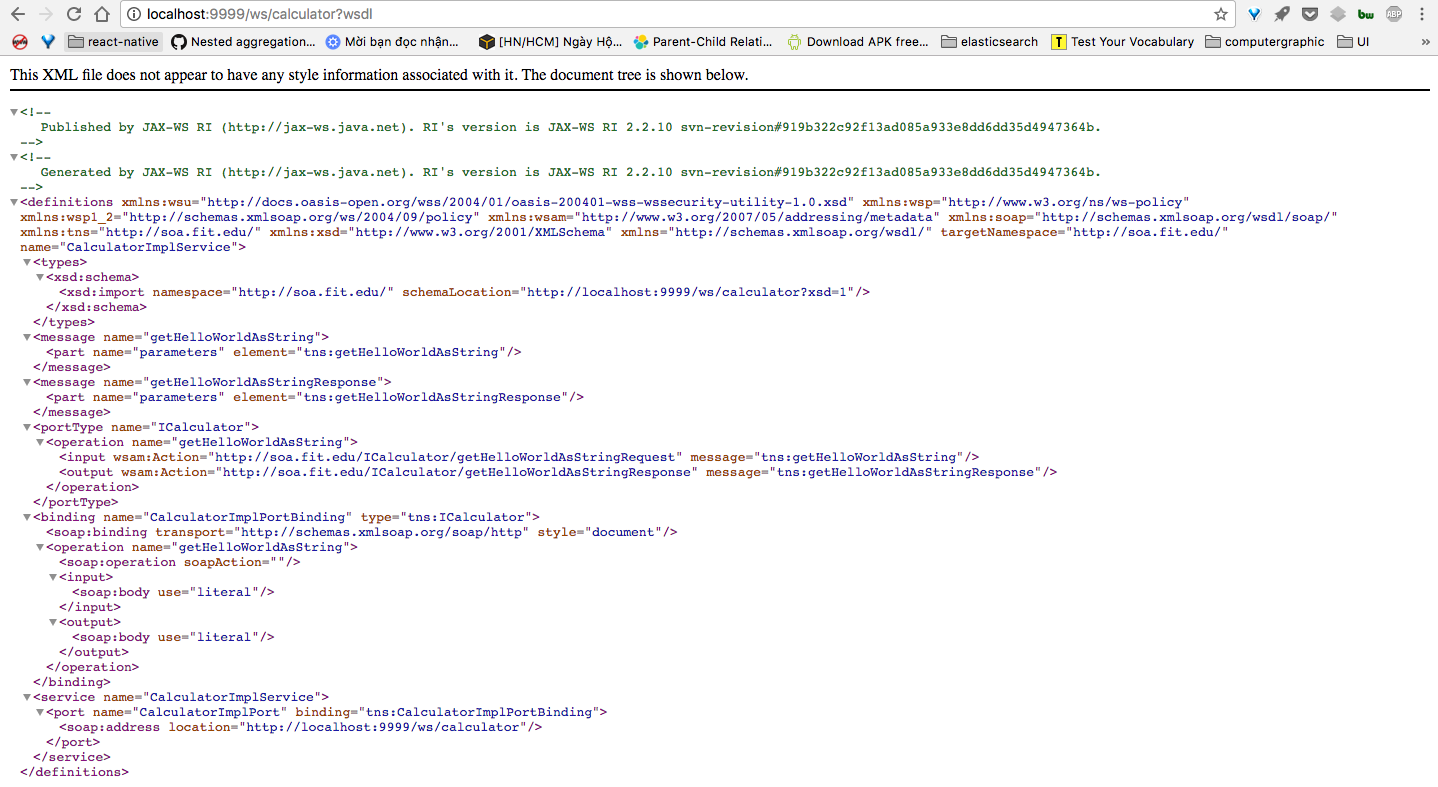 localhost:9999/ws/calculator?wsdl
react-native Nested aggregation... Mời bạn đọc nhận... [HN/HCM] Ngày Hộ... Parent-Child Relati... Download APK free... elasticsearch T Test Your Vocabulary computergraphic UI »
This XML file does not appear to have any style information associated with it. The document tree is shown below.
▼<!--
Published by JAX-WS RI (http://jax-ws.java.net). RI's version is JAX-WS RI 2.2.10 svn-revision#919b322c92f13ad085a933e8dd6dd35d4947364b.
-->
▼<!--
Generated by JAX-WS RI (http://jax-ws.java.net). RI's version is JAX-WS RI 2.2.10 svn-revision#919b322c92f13ad085a933e8dd6dd35d4947364b.
-->
▼<definitions xmlns:wsu="http://docs.oasis-open.org/wss/2004/01/oasis-200401-wss-wssecurity-utility-1.0.xsd" xmlns:wsp="http://www.w3.org/ns/ws-policy"
xmlns:wsp1_2="http://schemas.xmlsoap.org/ws/2004/09/policy" xmlns:wsam="http://www.w3.org/2007/05/addressing/metadata" xmlns:soap="http://schemas.xmlsoap.org/wsdl/soap/"
xmlns:tns="http://soa.fit.edu/" xmlns:xsd="http://www.w3.org/2001/XMLSchema" xmlns="http://schemas.xmlsoap.org/wsdl/" targetNamespace="http://soa.fit.edu/"
name="CalculatorImplService">
▼<types>
▼<xsd:schema>
<xsd:import namespace="http://soa.fit.edu/" schemaLocation="http://localhost:9999/ws/calculator?xsd=1"/>
</xsd:schema>
</types>
▼<message name="getHelloWorldAsString">
<part name="parameters" element="tns:getHelloWorldAsString"/>
</message>
▼<message name="getHelloWorldAsStringResponse">
<part name="parameters" element="tns:getHelloWorldAsStringResponse"/>
</message>
▼<portType name="ICalculator">
▼<operation name="getHelloWorldAsString">
<input wsam:Action="http://soa.fit.edu/ICalculator/getHelloWorldAsStringRequest" message="tns:getHelloWorldAsString"/>
<output wsam:Action="http://soa.fit.edu/ICalculator/getHelloWorldAsStringResponse" message="tns:getHelloWorldAsStringResponse"/>
</operation>
</portType>
▼<binding name="CalculatorImplPortBinding" type="tns:ICalculator">
<soap:binding transport="http://schemas.xmlsoap.org/soap/http" style="document"/>
▼<operation name="getHelloWorldAsString">
<soap:operation soapAction=""/>
▼<input>
<soap:body use="literal"/>
</input>
▼<output>
<soap:body use="literal"/>
</output>
</operation>
</binding>
▼<service name="CalculatorImplService">
▼<port name="CalculatorImplPort" binding="tns:CalculatorImplPortBinding">
<soap:address location="http://localhost:9999/ws/calculator"/>
</port>
</service>
</definitions>